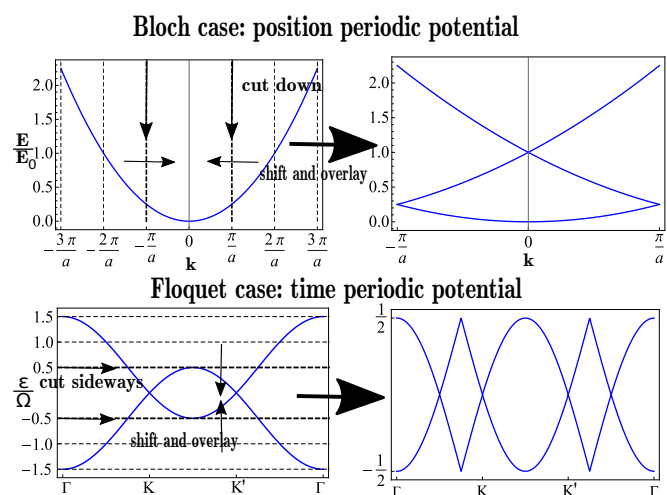 Bloch case: position periodic potential
E/E₀
2.0
1.5
1.0
0.5
0.0
cut down
shift and overlay
−3π/a −2π/a −π/a 0 π/a 2π/a 3π/a
k
2.0
1.5
1.0
0.5
0.0
−π/a 0 π/a
k
Floquet case: time periodic potential
ε/Ω
1.5
1.0
0.5
−0.5
−1.0
−1.5
cut sideways
shift and overlay
Γ K K' Γ
1/2
−1/2
Γ K K' Γ